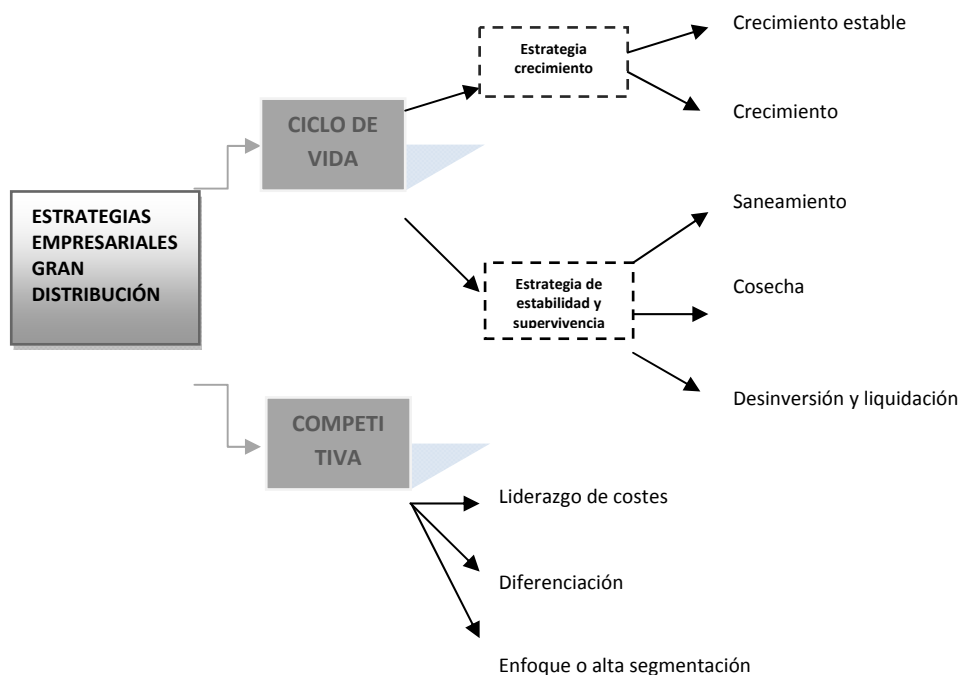 Crecimiento estable
Estrategia
crecimiento
Crecimiento
CICLO DE
VIDA
ESTRATEGIAS
EMPRESARIALES
GRAN
DISTRIBUCIÓN
Saneamiento
Estrategia de
estabilidad y
supervivencia
Cosecha
Desinversión y liquidación
COMPETI
TIVA
Liderazgo de costes
Diferenciación
Enfoque o alta segmentación